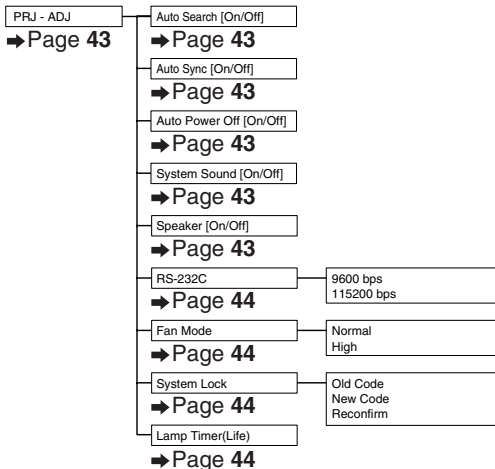 PRJ - ADJ
➡Page 43
Auto Search [On/Off]
➡Page 43
Auto Sync [On/Off]
➡Page 43
Auto Power Off [On/Off]
➡Page 43
System Sound [On/Off]
➡Page 43
Speaker [On/Off]
➡Page 43
RS-232C
➡Page 44
9600 bps
115200 bps
Fan Mode
➡Page 44
Normal
High
System Lock
➡Page 44
Old Code
New Code
Reconfirm
Lamp Timer(Life)
➡Page 44